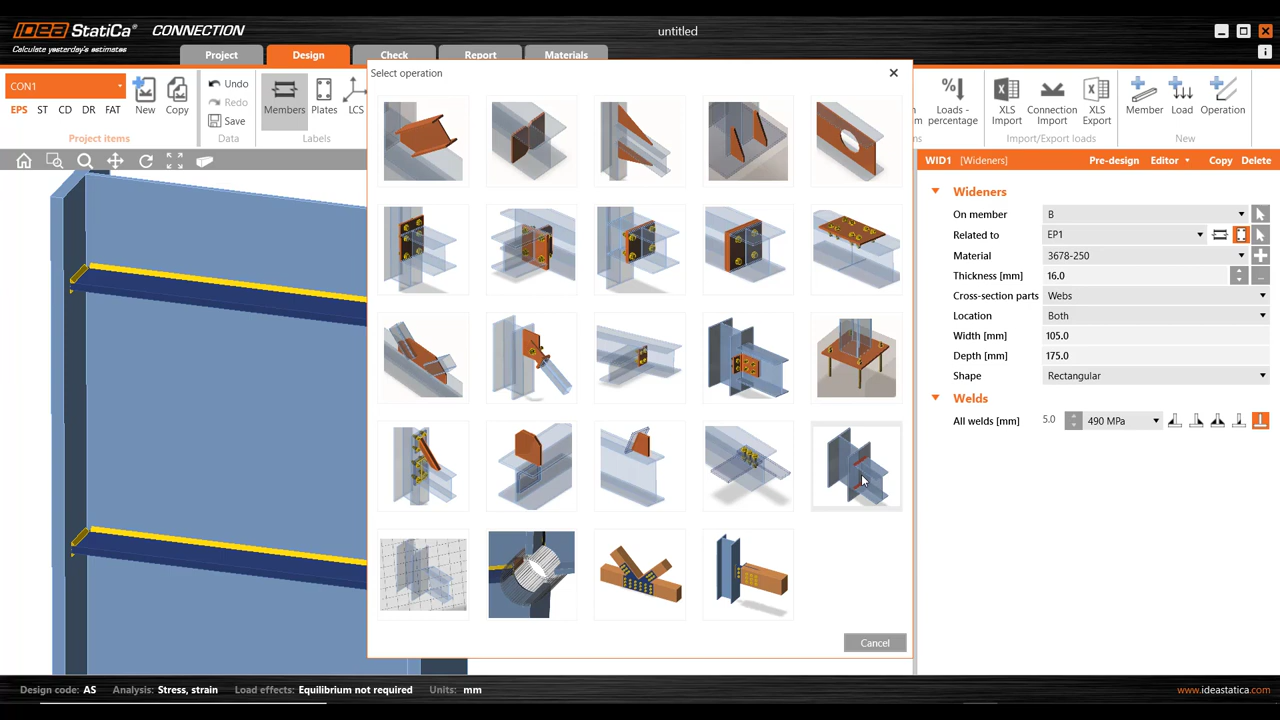 IDEA StatiCa® CONNECTION
Calculate yesterday's estimates
untitled
Project Design Check Report Materials
CON1
EPS ST CD DR FAT
New Copy
Project items
Undo
Redo
Save
Data
Members Plates LCS
Labels
Loads - percentage
XLS Import Connection Import XLS Export
Import/Export loads
Member Load Operation
New
Select operation
Cancel
WID1 [Wideners] Pre-design Editor Copy Delete
Wideners
On member B
Related to EP1
Material 3678-250
Thickness [mm] 16.0
Cross-section parts Webs
Location Both
Width [mm] 105.0
Depth [mm] 175.0
Shape Rectangular
Welds
All welds [mm] 5.0 490 MPa
Design code: AS Analysis: Stress, strain Load effects: Equilibrium not required Units: mm
www.ideastatica.com